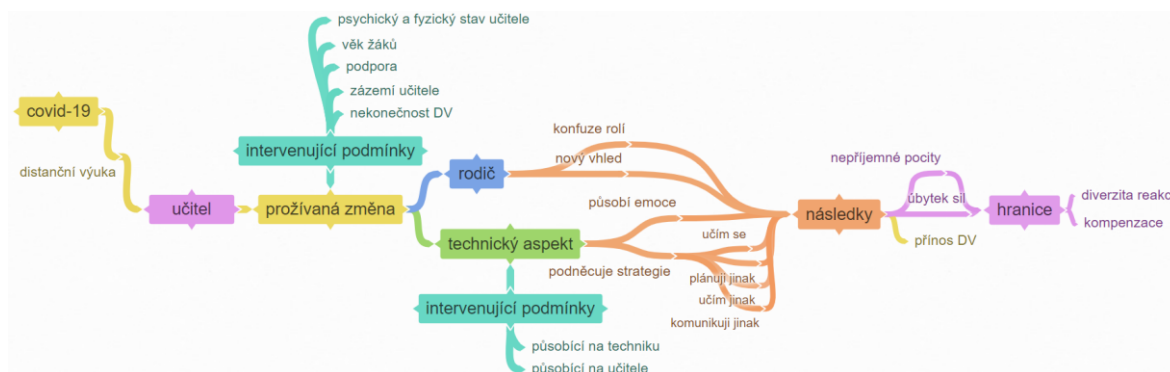 psychický a fyzický stav učitele
věk žáků
podpora
zázemí učitele
nekonečnost DV
covid-19
distanční výuka
intervenující podmínky
učitel
prožívaná změna
rodič
konfuze rolí
nový vhled
technický aspekt
působí emoce
podněcuje strategie
učím se
plánuji jinak
učím jinak
komunikuji jinak
intervenující podmínky
působící na techniku
působící na učitele
následky
nepříjemné pocity
úbytek sil
přínos DV
hranice
diverzita reakc
kompenzace